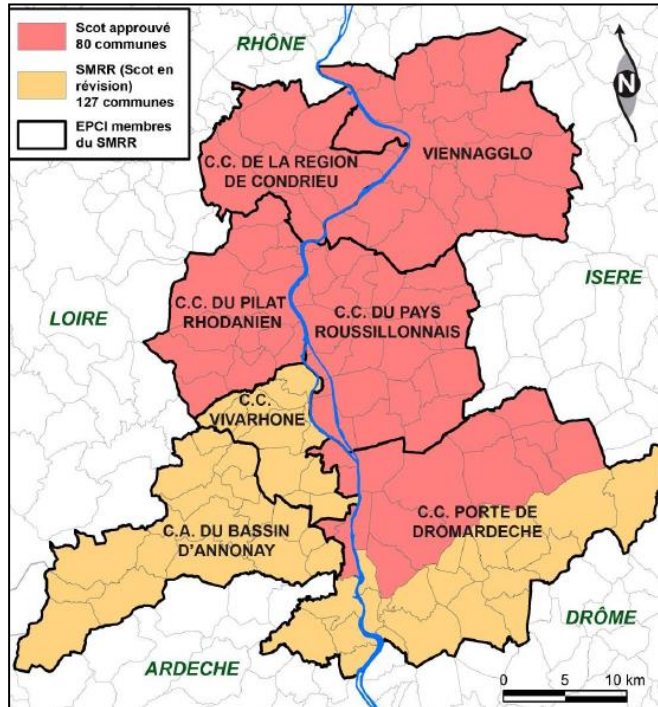 Scot approuvé
80 communes
SMRR (Scot en
révision)
127 communes
EPCI membres
du SMRR
RHÔNE
N
C.C. DE LA REGION
DE CONDRIEU
VIENNAGGLO
ISERE
LOIRE
C.C. DU PILAT
RHODANIEN
C.C. DU PAYS
ROUSSILLONNAIS
C.C.
VIVARHONE
C.C. PORTE DE
DROMARDECHE
C.A. DU BASSIN
D'ANNONAY
DRÔME
ARDECHE
0 5 10 km